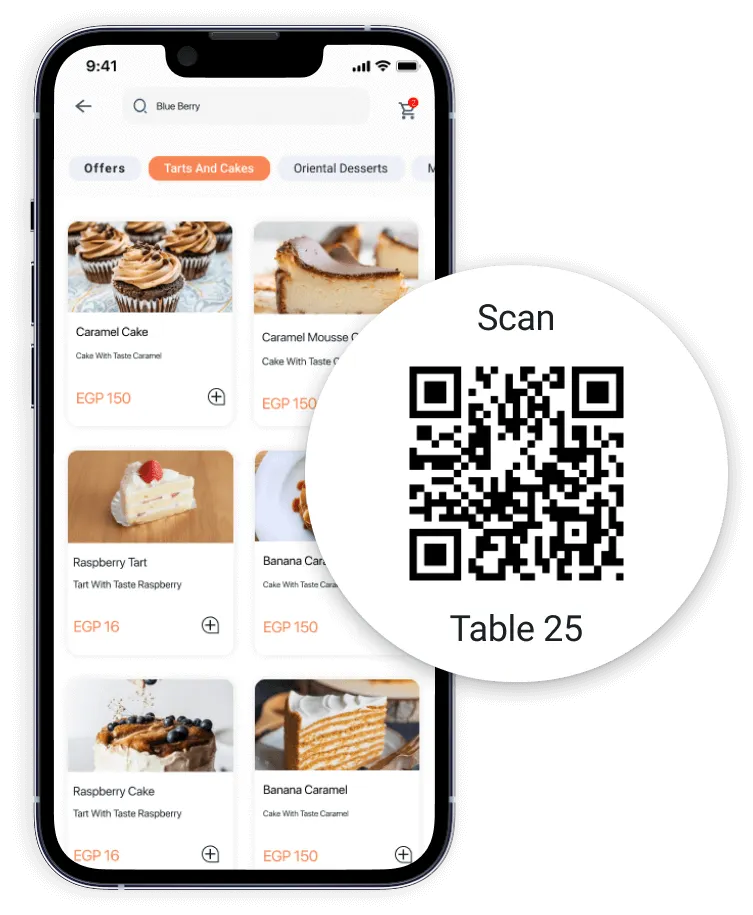 9:41
Blue Berry
2
Offers
Tarts And Cakes
Oriental Desserts
M
Caramel Cake
Cake With Taste Caramel
EGP 150
Caramel Mousse C
Cake With Taste C
EGP 150
Scan
Table 25
Raspberry Tart
Tart With Taste Raspberry
EGP 16
Banana Cara
Cake With Taste Cara
EGP 150
Raspberry Cake
Tart With Taste Raspberry
EGP 16
Banana Caramel
Cake With Taste Caramel
EGP 150